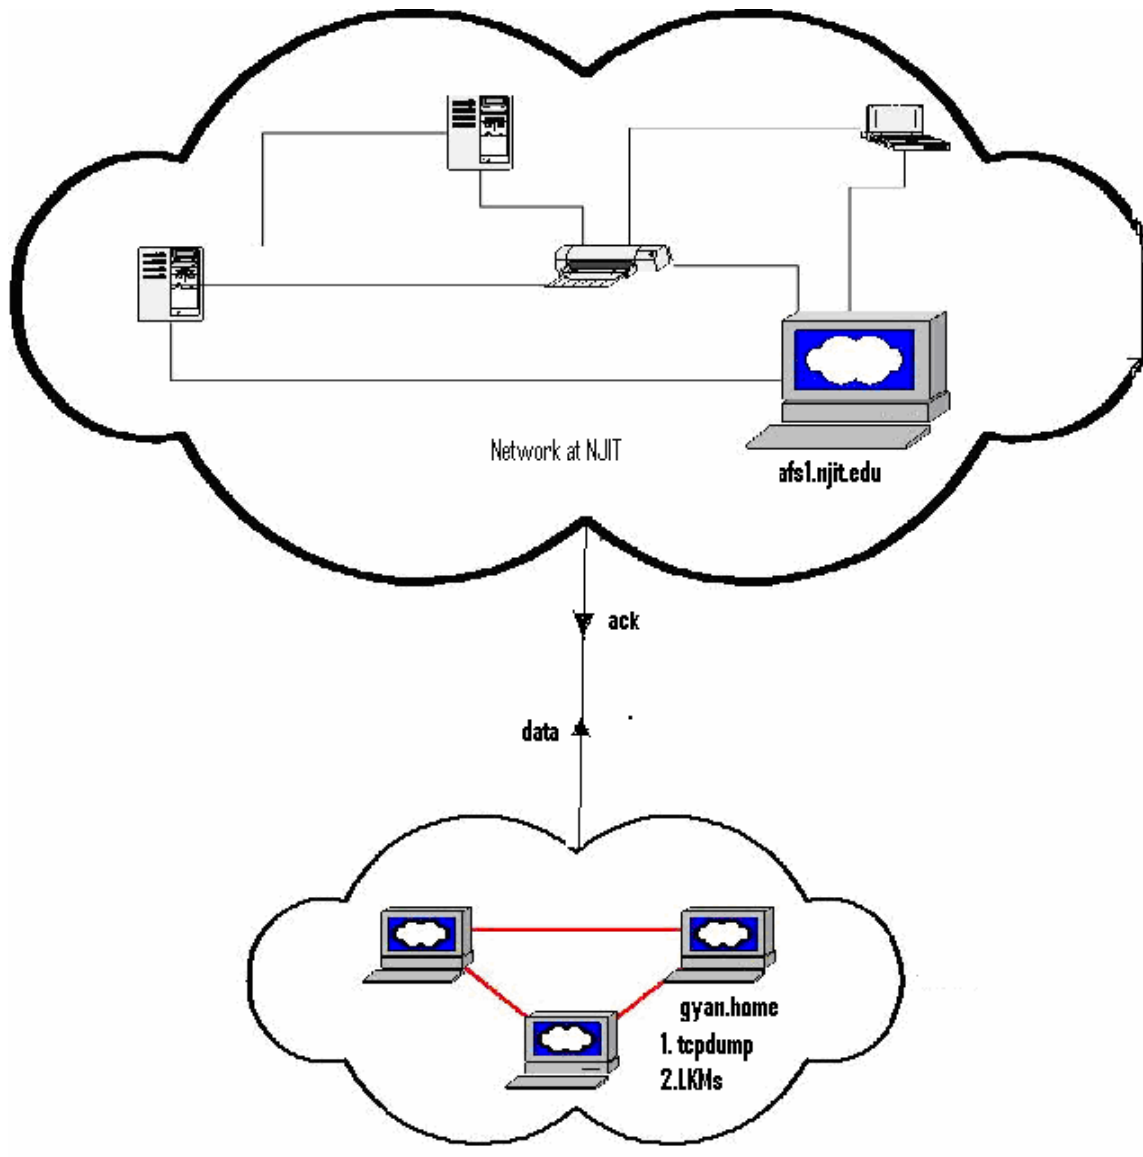 Network at NJIT
afs1.njit.edu
ack
data
gyan.home
1. tcpdump
2.LKMs